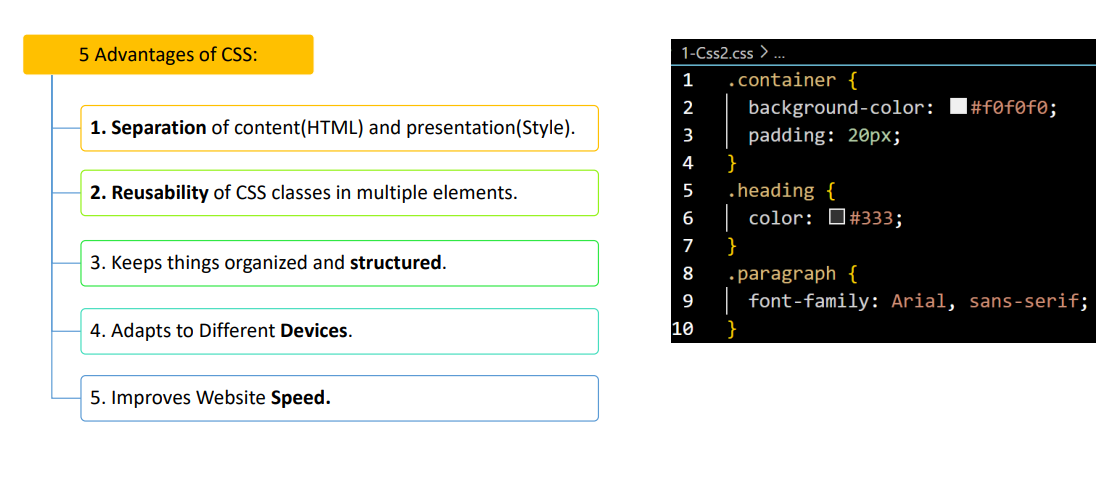 5 Advantages of CSS:
1. Separation of content(HTML) and presentation(Style).
2. Reusability of CSS classes in multiple elements.
3. Keeps things organized and structured.
4. Adapts to Different Devices.
5. Improves Website Speed.
1-Css2.css > ...
1 .container {
2 background-color: #f0f0f0;
3 padding: 20px;
4 }
5 .heading {
6 color: #333;
7 }
8 .paragraph {
9 font-family: Arial, sans-serif;
10 }